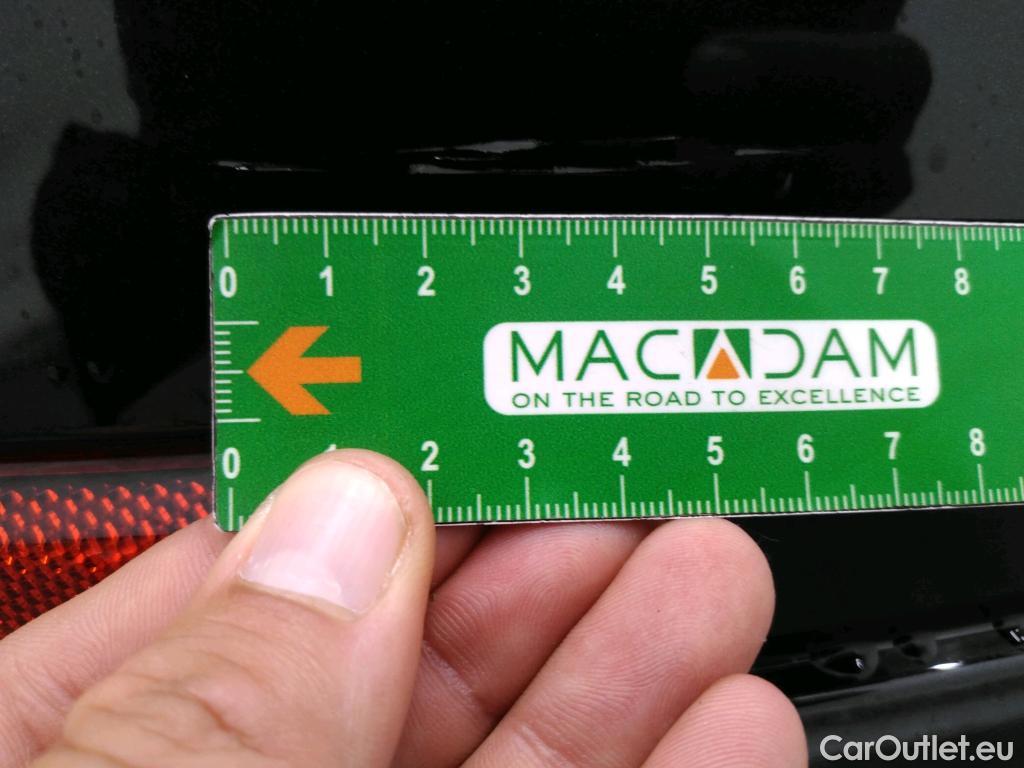 0 1 2 3 4 5 6 7 8
MACADAM
ON THE ROAD TO EXCELLENCE
0 2 3 4 5 6 7 8
CarOutlet.eu